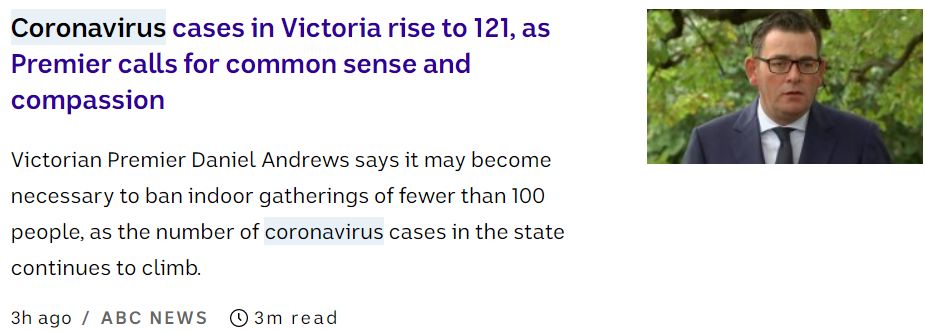 Coronavirus cases in Victoria rise to 121, as
Premier calls for common sense and
compassion
Victorian Premier Daniel Andrews says it may become
necessary to ban indoor gatherings of fewer than 100
people, as the number of coronavirus cases in the state
continues to climb.
3h ago / ABC NEWS 3m read